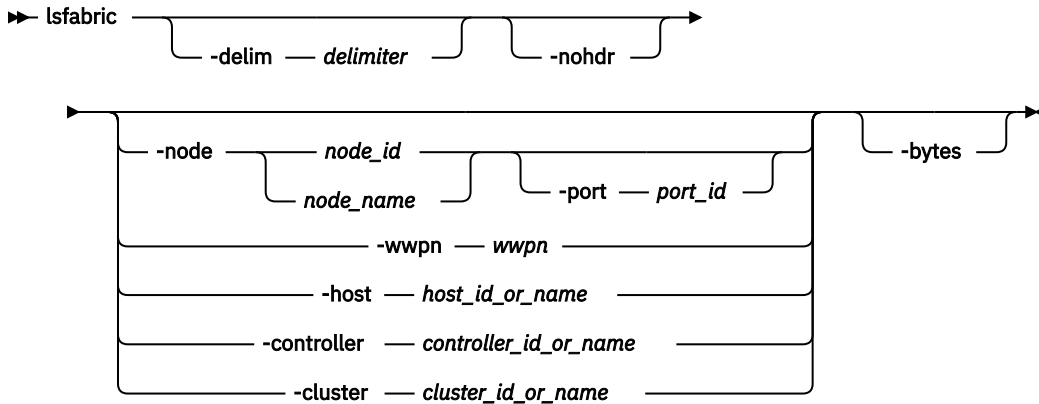 lsfabric
-delim delimiter -nohdr
-node node_id -bytes
node_name -port port_id
-wwpn wwpn
-host host_id_or_name
-controller controller_id_or_name
-cluster cluster_id_or_name